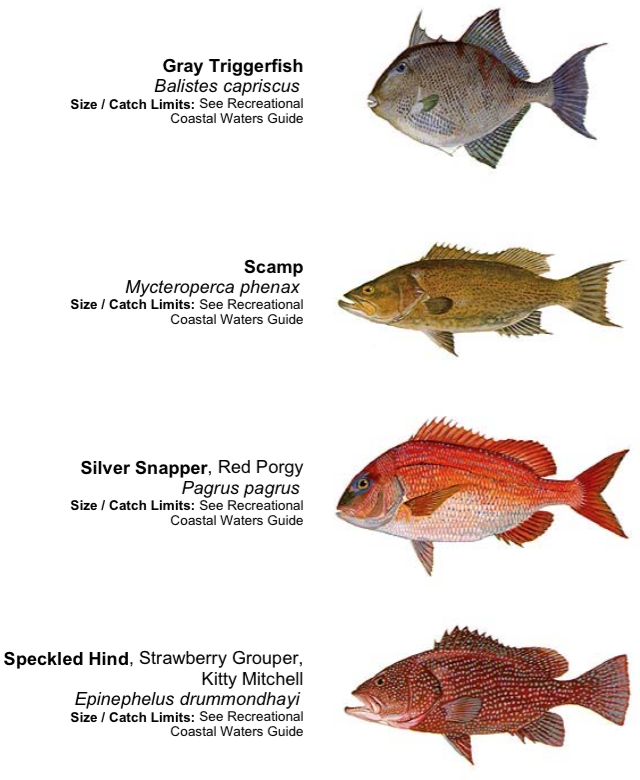 Gray Triggerfish
Balistes capriscus
Size / Catch Limits: See Recreational
Coastal Waters Guide
Scamp
Mycteroperca phenax
Size / Catch Limits: See Recreational
Coastal Waters Guide
Silver Snapper, Red Porgy
Pagrus pagrus
Size / Catch Limits: See Recreational
Coastal Waters Guide
Speckled Hind, Strawberry Grouper,
Kitty Mitchell
Epinephelus drummondhayi
Size / Catch Limits: See Recreational
Coastal Waters Guide